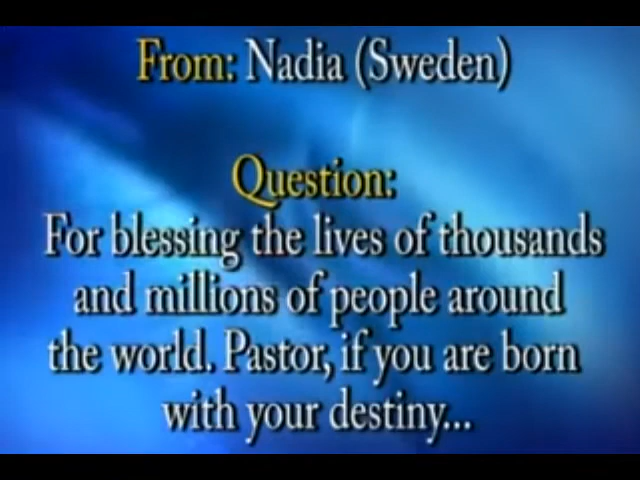 From: Nadia (Sweden)
Question:
For blessing the lives of thousands
and millions of people around
the world. Pastor, if you are born
with your destiny...